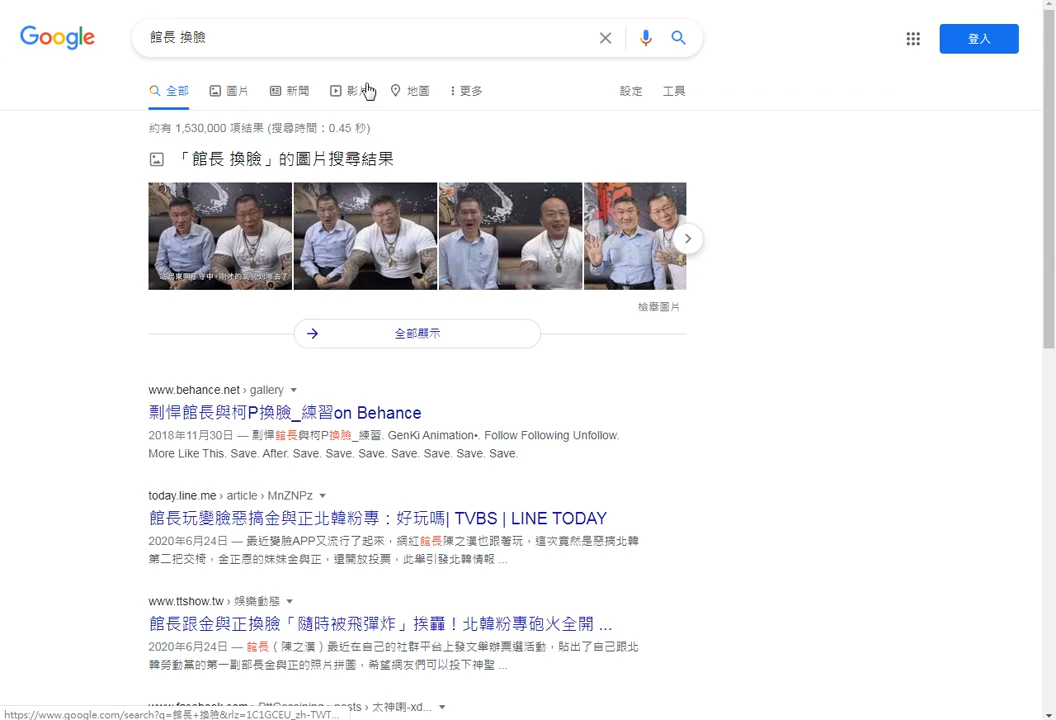 Google
館長 換臉
登入
全部
圖片
新聞
影片
地圖
更多
設定
工具
約有 1,530,000 項結果 (搜尋時間：0.45 秒)
「館長 換臉」的圖片搜尋結果
檢舉圖片
全部顯示
www.behance.net › gallery
剽悍館長與柯P換臉_練習on Behance
2018年11月30日 — 剽悍館長與柯P換臉_練習. GenKi Animation•. Follow Following Unfollow.
More Like This. Save. After. Save. Save. Save. Save. Save. Save. Save.
today.line.me › article › MnZNPz
館長玩變臉惡搞金與正北韓粉專：好玩嗎| TVBS | LINE TODAY
2020年6月24日 — 最近變臉APP又流行了起來，網紅館長陳之漢也跟著玩，這次竟然是惡搞北韓
第二把交椅，金正恩的妹妹金與正，還開放投票，此舉引發北韓情報 ...
www.ttshow.tw › 娛樂動態
館長跟金與正換臉「隨時被飛彈炸」挨轟！北韓粉專砲火全開 ...
2020年6月24日 — 館長（陳之漢）最近在自己的社群平台上發文舉辦票選活動，貼出了自己跟北
韓勞動黨的第一副部長金與正的照片拼圖，希望網友們可以投下神聖 ...
www.facebook.com › PttGossiping › posts › 太神喇-xd...
https://www.google.com/search?q=館長+換臉&rlz=1C1GCEU_zh-TWT...